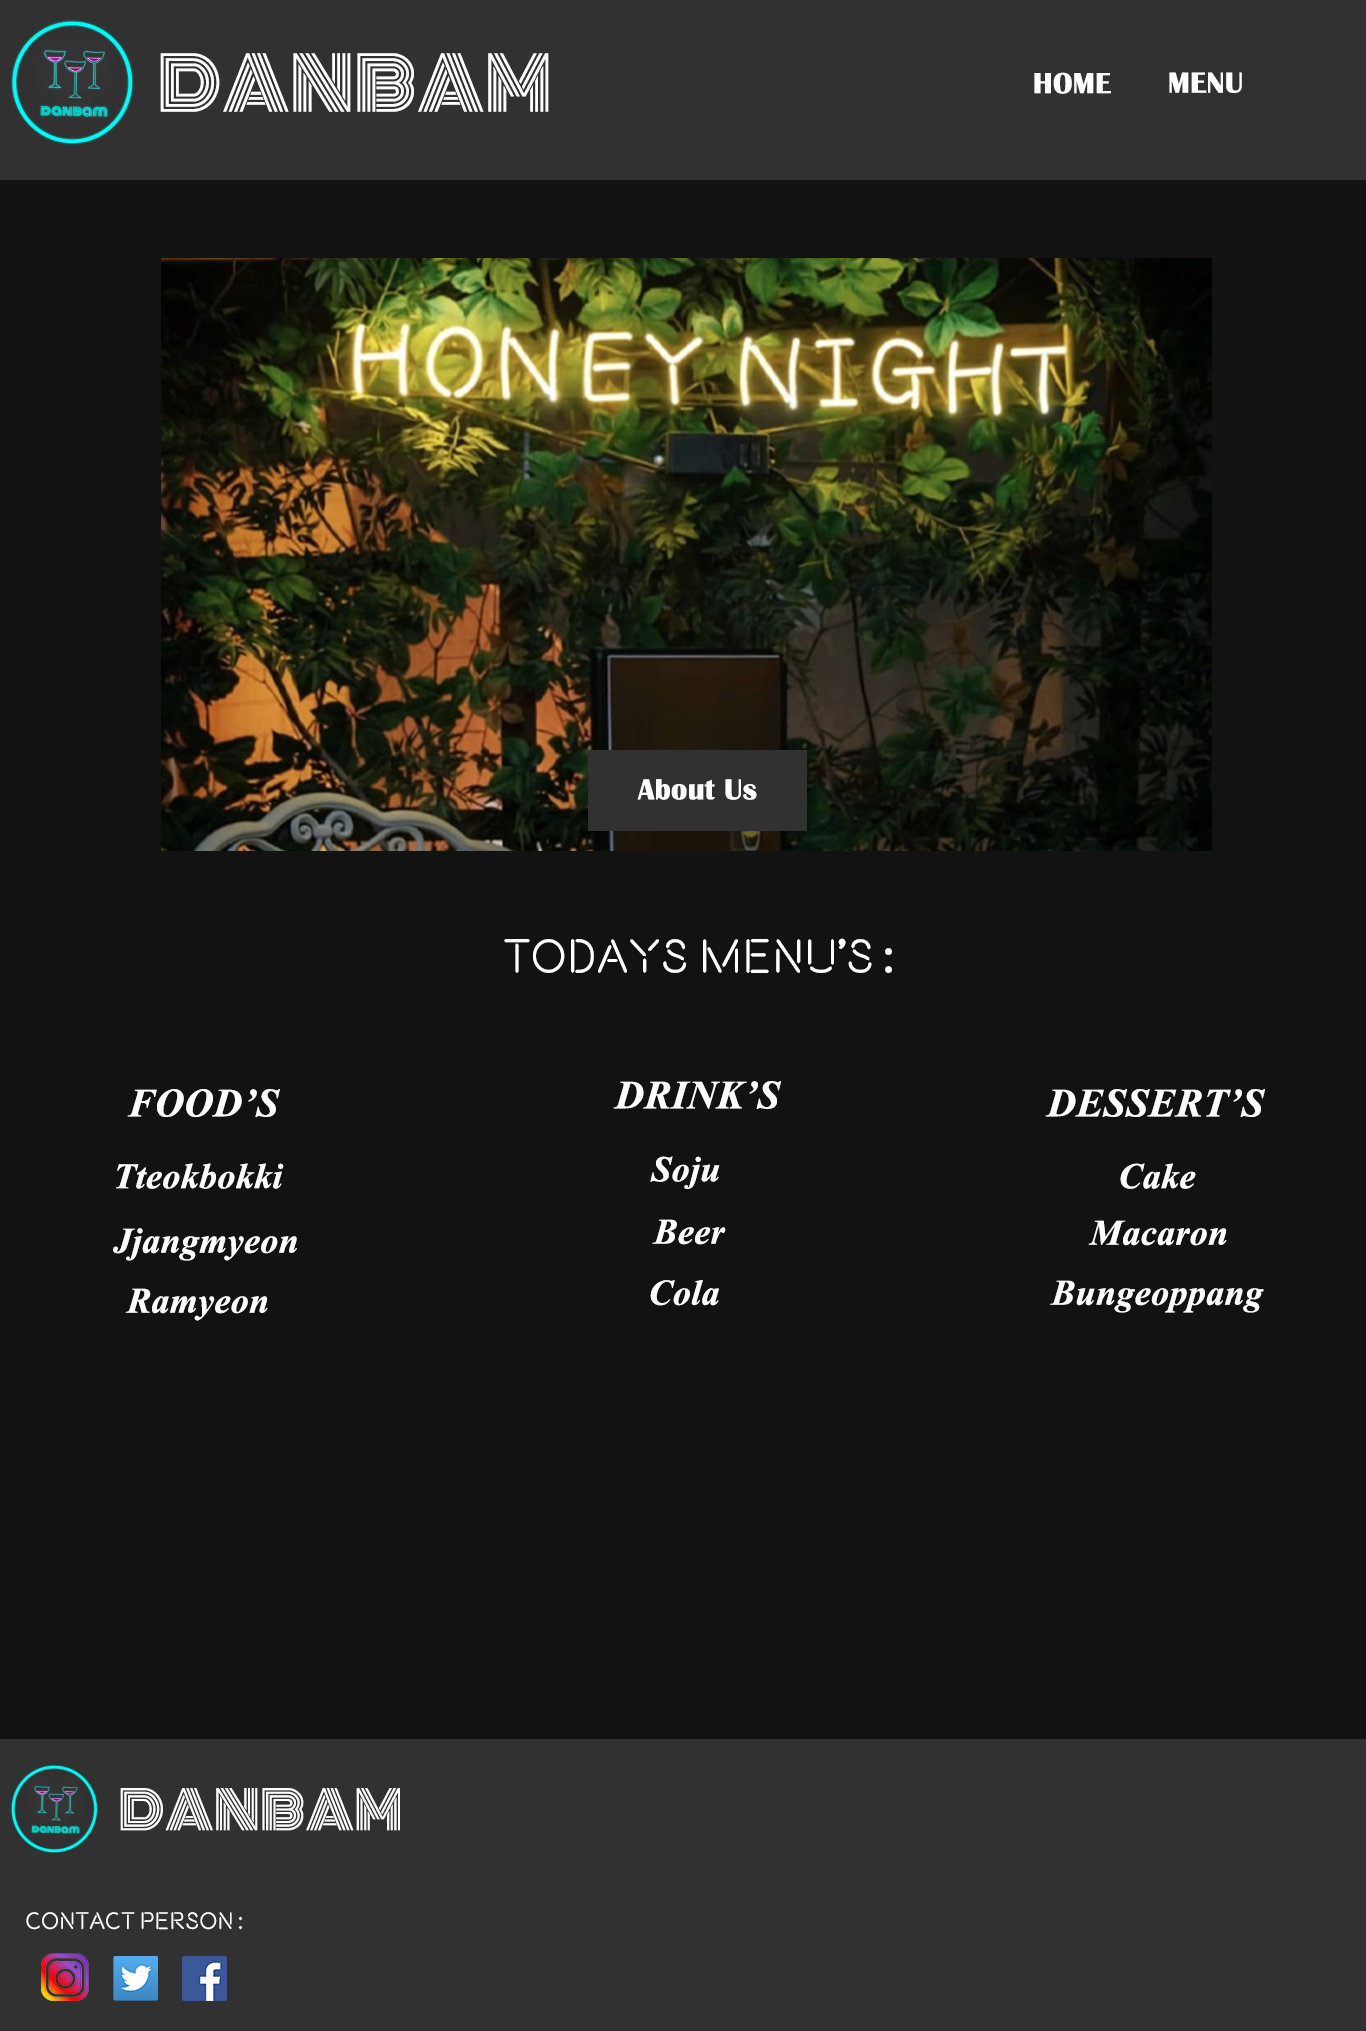 DANBAM
DANBAM
HOME
MENU
HONEY NIGHT
About Us
TODAYS MENU'S :
FOOD'S
Tteokbokki
Jjangmyeon
Ramyeon
DRINK'S
Soju
Beer
Cola
DESSERT'S
Cake
Macaron
Bungeoppang
DANBAM
DANBAM
CONTACT PERSON :